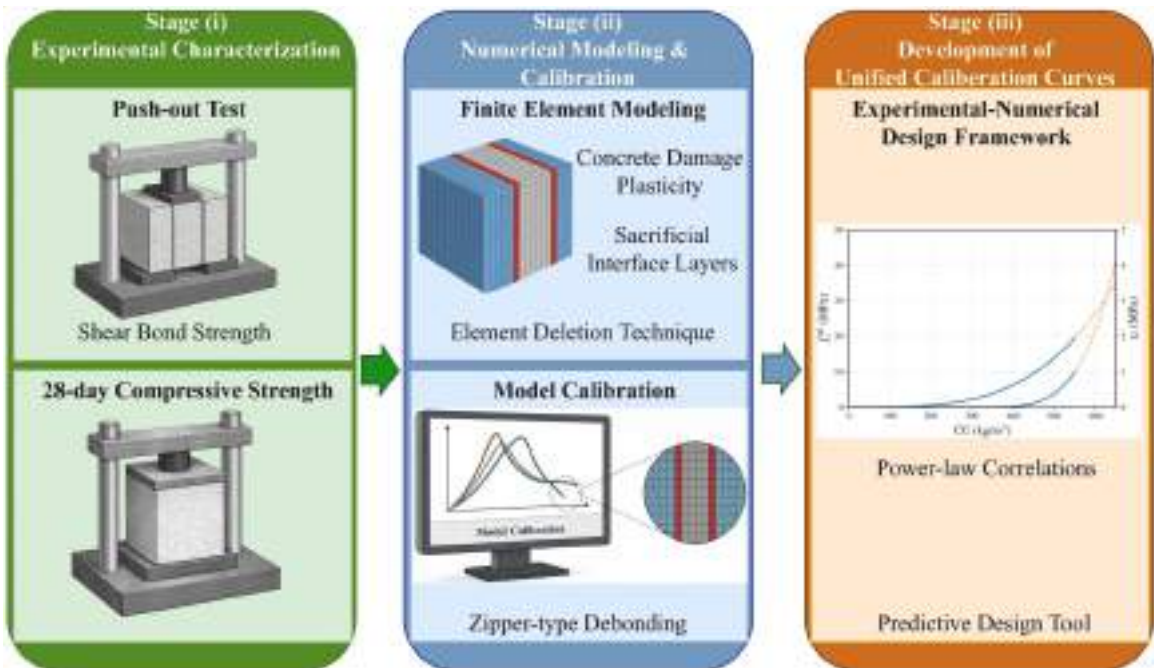 Stage (i)
Experimental Characterization
Push-out Test
Shear Bond Strength
28-day Compressive Strength
Stage (ii)
Numerical Modeling &
Calibration
Finite Element Modeling
Concrete Damage
Plasticity
Sacrificial
Interface Layers
Element Deletion Technique
Model Calibration
Model Calibration
Zipper-type Debonding
Stage (iii)
Development of
Unified Caliberation Curves
Experimental-Numerical
Design Framework
Power-law Correlations
Predictive Design Tool